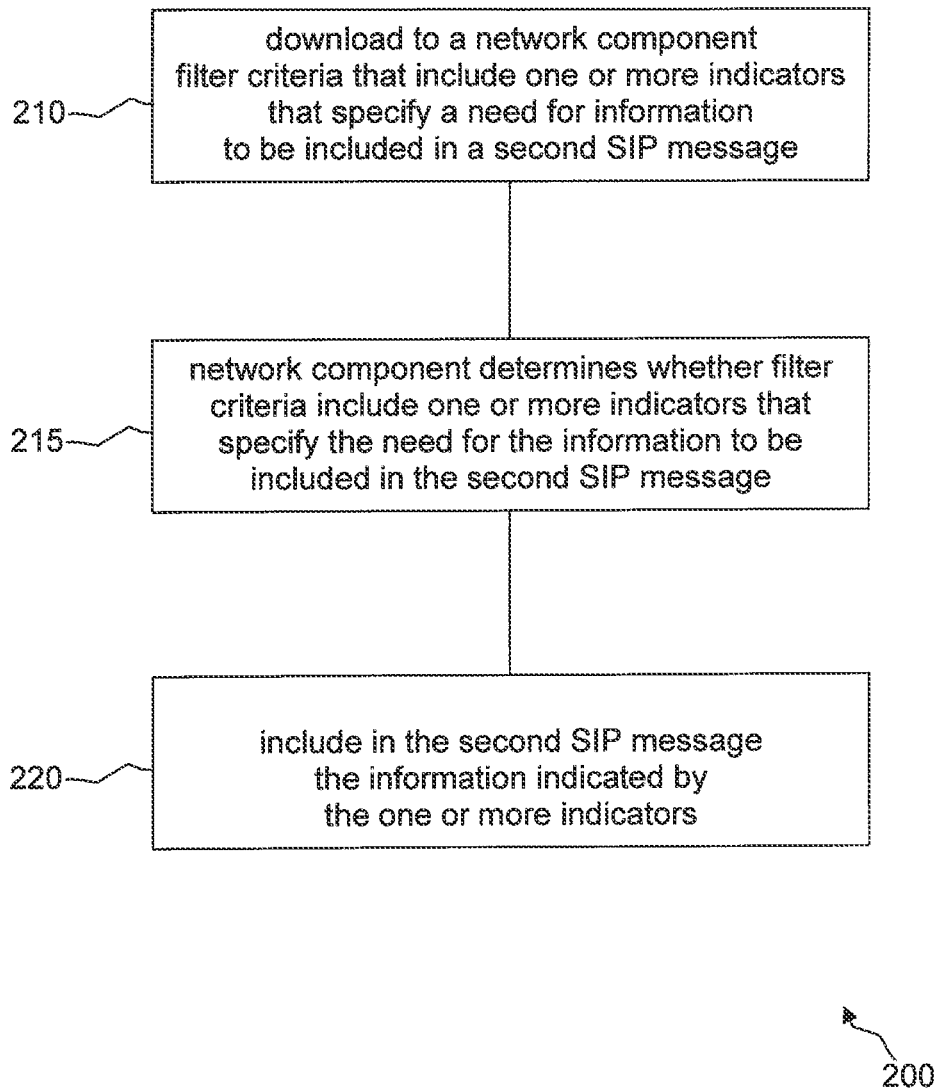 download to a network component
filter criteria that include one or more indicators
that specify a need for information
to be included in a second SIP message
210
network component determines whether filter
criteria include one or more indicators that
specify the need for the information to be
included in the second SIP message
215
include in the second SIP message
the information indicated by
the one or more indicators
220
200